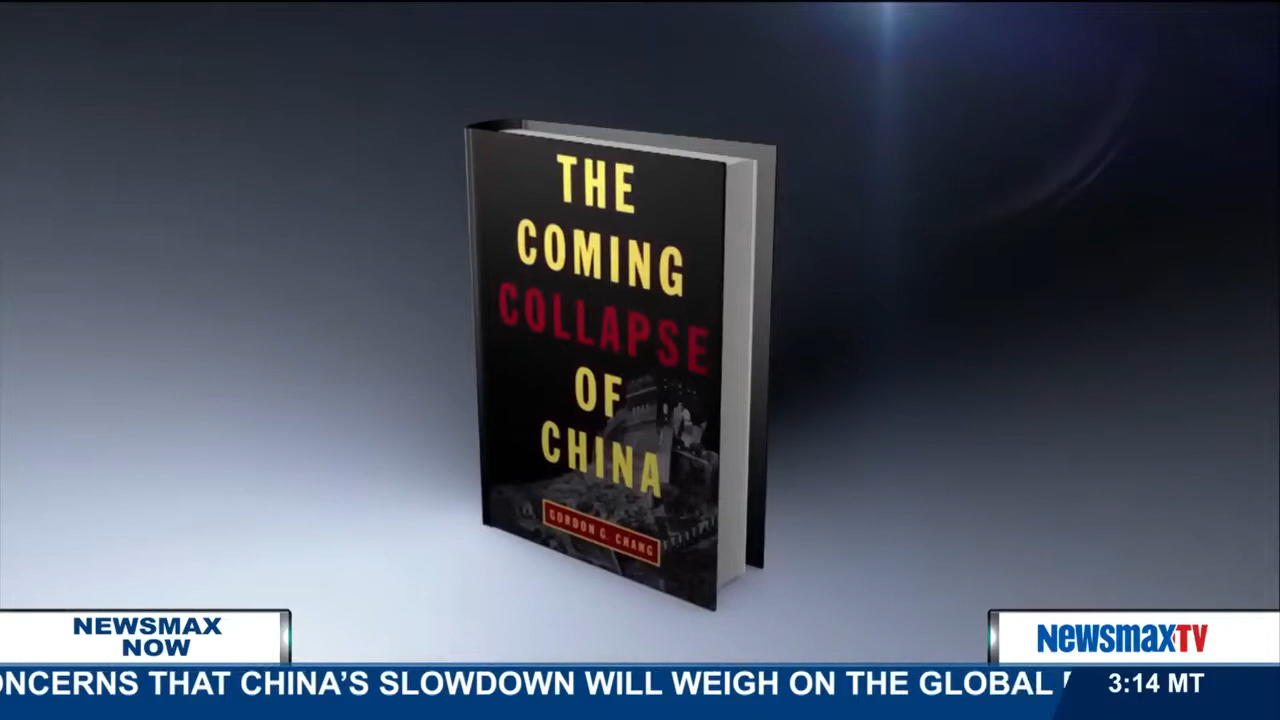 THE
COMING
COLLAPSE
OF
CHINA
GORDON G. CHANG
NEWSMAX
NOW
NEWSMAXTV
ONCERNS THAT CHINA'S SLOWDOWN WILL WEIGH ON THE GLOBAL
3:14 MT